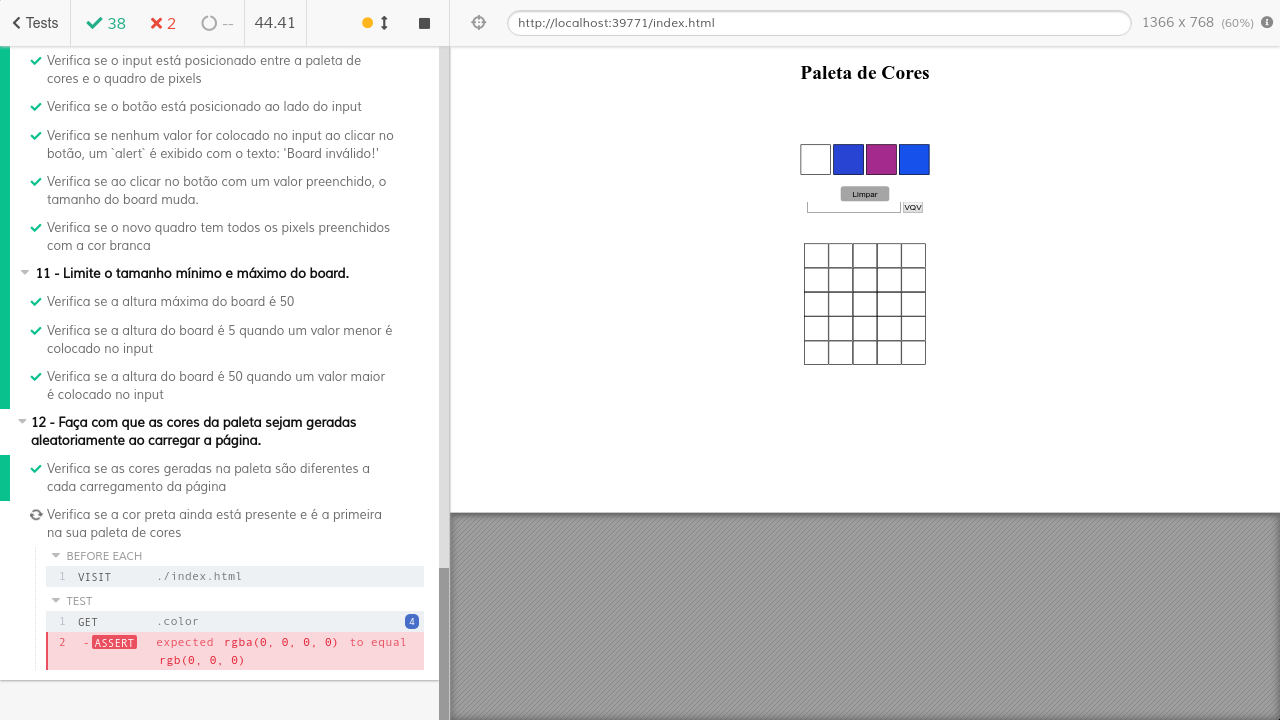 Tests
38
2
--
44.41
http://localhost:39771/index.html
1366 x 768 (60%)
Verifica se o input está posicionado entre a paleta de
cores e o quadro de pixels
Verifica se o botão está posicionado ao lado do input
Verifica se nenhum valor for colocado no input ao clicar no
botão, um `alert` é exibido com o texto: 'Board inválido!'
Verifica se ao clicar no botão com um valor preenchido, o
tamanho do board muda.
Verifica se o novo quadro tem todos os pixels preenchidos
com a cor branca
11 - Limite o tamanho mínimo e máximo do board.
Verifica se a altura máxima do board é 50
Verifica se a altura do board é 5 quando um valor menor é
colocado no input
Verifica se a altura do board é 50 quando um valor maior
é colocado no input
12 - Faça com que as cores da paleta sejam geradas
aleatoriamente ao carregar a página.
Verifica se as cores geradas na paleta são diferentes a
cada carregamento da página
Verifica se a cor preta ainda está presente e é a primeira
na sua paleta de cores
BEFORE EACH
1 VISIT ./index.html
TEST
1 GET .color 4
2 -ASSERT expected rgba(0, 0, 0, 0) to equal
rgb(0, 0, 0)
Paleta de Cores
Limpar
VQV